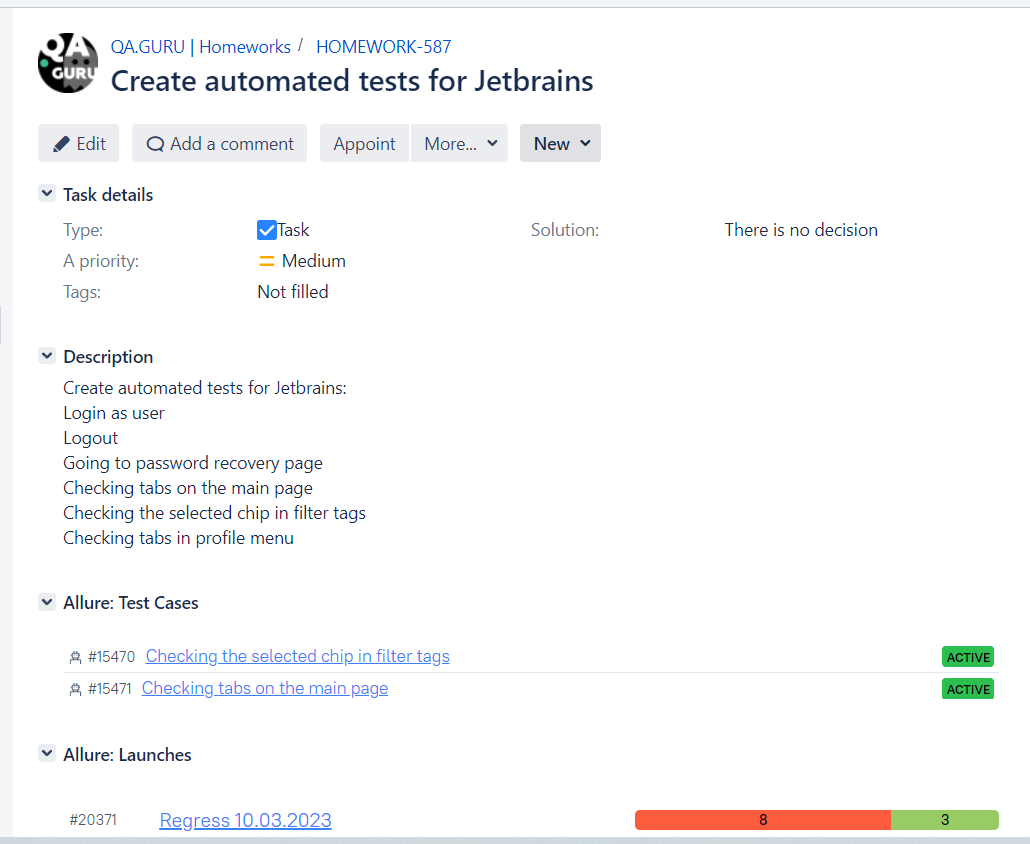 QA
GURU
QA.GURU | Homeworks / HOMEWORK-587
Create automated tests for Jetbrains
Edit Add a comment Appoint More... New
Task details
Type: Task Solution: There is no decision
A priority: Medium
Tags: Not filled
Description
Create automated tests for Jetbrains:
Login as user
Logout
Going to password recovery page
Checking tabs on the main page
Checking the selected chip in filter tags
Checking tabs in profile menu
Allure: Test Cases
#15470 Checking the selected chip in filter tags ACTIVE
#15471 Checking tabs on the main page ACTIVE
Allure: Launches
#20371 Regress 10.03.2023 8 3